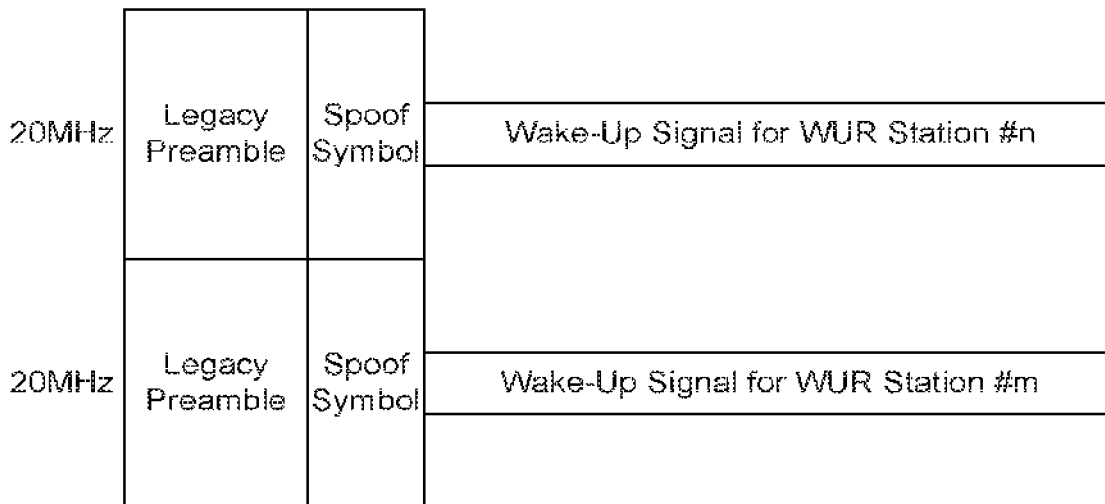 20MHz
Legacy
Preamble
Spoof
Symbol
Wake-Up Signal for WUR Station #n
20MHz
Legacy
Preamble
Spoof
Symbol
Wake-Up Signal for WUR Station #m